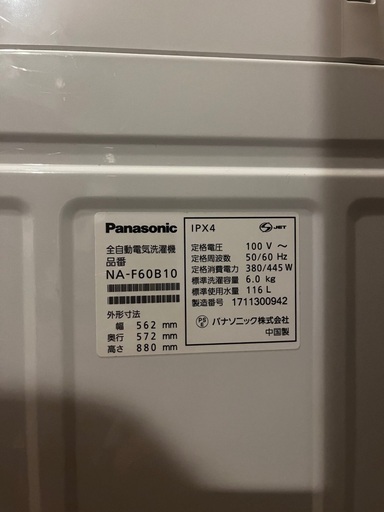 Panasonic
全自動電気洗濯機
品番
NA-F60B10
外形寸法
幅 562 mm
奥行 572 mm
高さ 880 mm
IPX4
S JET
定格電圧 100 V ～
定格周波数 50/60 Hz
定格消費電力 380/445 W
標準洗濯容量 6.0 kg
標準使用水量 116 L
製造番号 1711300942
PS E パナソニック株式会社
中国製